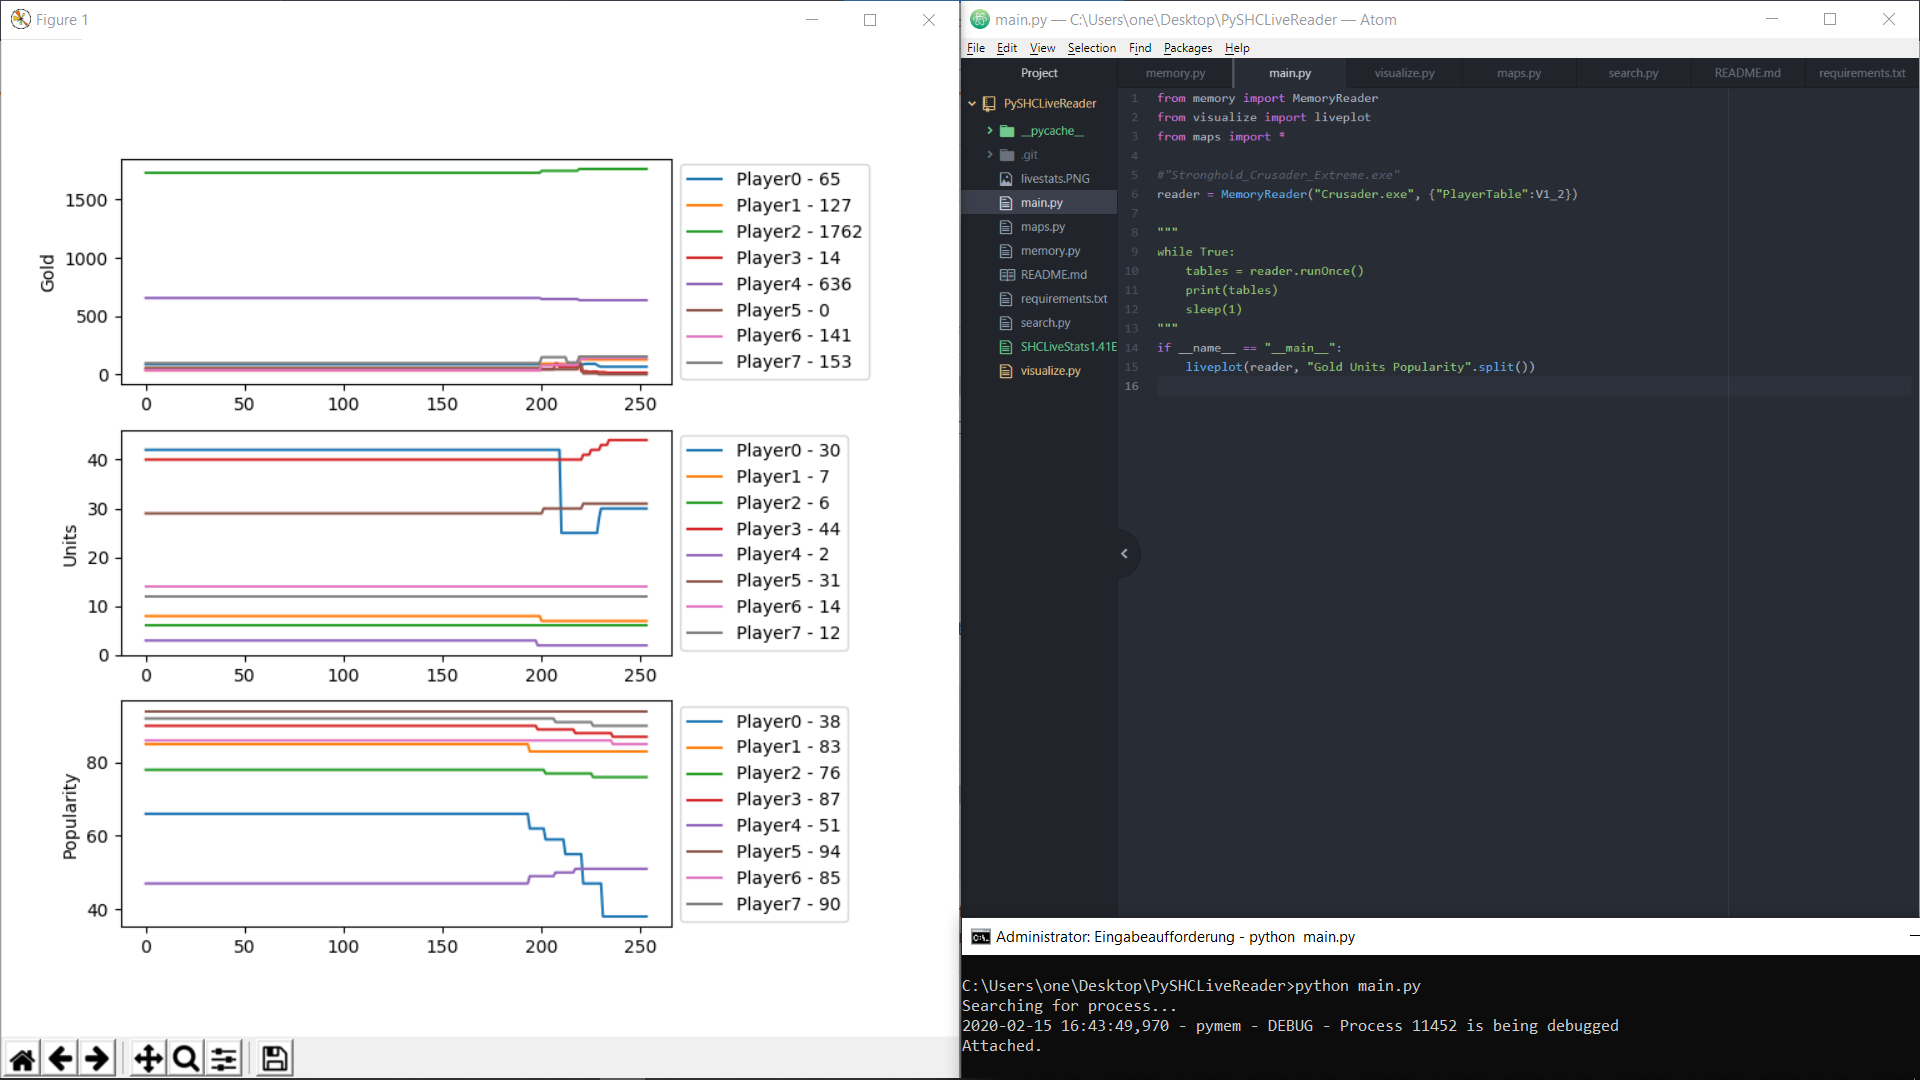 Figure 1
Gold
1500
1000
500
0
0 50 100 150 200 250
Player0 - 65
Player1 - 127
Player2 - 1762
Player3 - 14
Player4 - 636
Player5 - 0
Player6 - 141
Player7 - 153
Units
40
30
20
10
0
0 50 100 150 200 250
Player0 - 30
Player1 - 7
Player2 - 6
Player3 - 44
Player4 - 2
Player5 - 31
Player6 - 14
Player7 - 12
Popularity
80
60
40
0 50 100 150 200 250
Player0 - 38
Player1 - 83
Player2 - 76
Player3 - 87
Player4 - 51
Player5 - 94
Player6 - 85
Player7 - 90
main.py — C:\Users\one\Desktop\PySHCLiveReader — Atom
File Edit View Selection Find Packages Help
Project
PySHCLiveReader
__pycache__
.git
livestats.PNG
main.py
maps.py
memory.py
README.md
requirements.txt
search.py
SHCLiveStats1.41E
visualize.py
memory.py main.py visualize.py maps.py search.py README.md requirements.txt
1 from memory import MemoryReader
2 from visualize import liveplot
3 from maps import *
4
5 #"Stronghold_Crusader_Extreme.exe"
6 reader = MemoryReader("Crusader.exe", {"PlayerTable":V1_2})
7
8 """
9 while True:
10 tables = reader.runOnce()
11 print(tables)
12 sleep(1)
13 """
14 if __name__ == "__main__":
15 liveplot(reader, "Gold Units Popularity".split())
16
Administrator: Eingabeaufforderung - python main.py
C:\Users\one\Desktop\PySHCLiveReader>python main.py
Searching for process...
2020-02-15 16:43:49,970 - pymem - DEBUG - Process 11452 is being debugged
Attached.